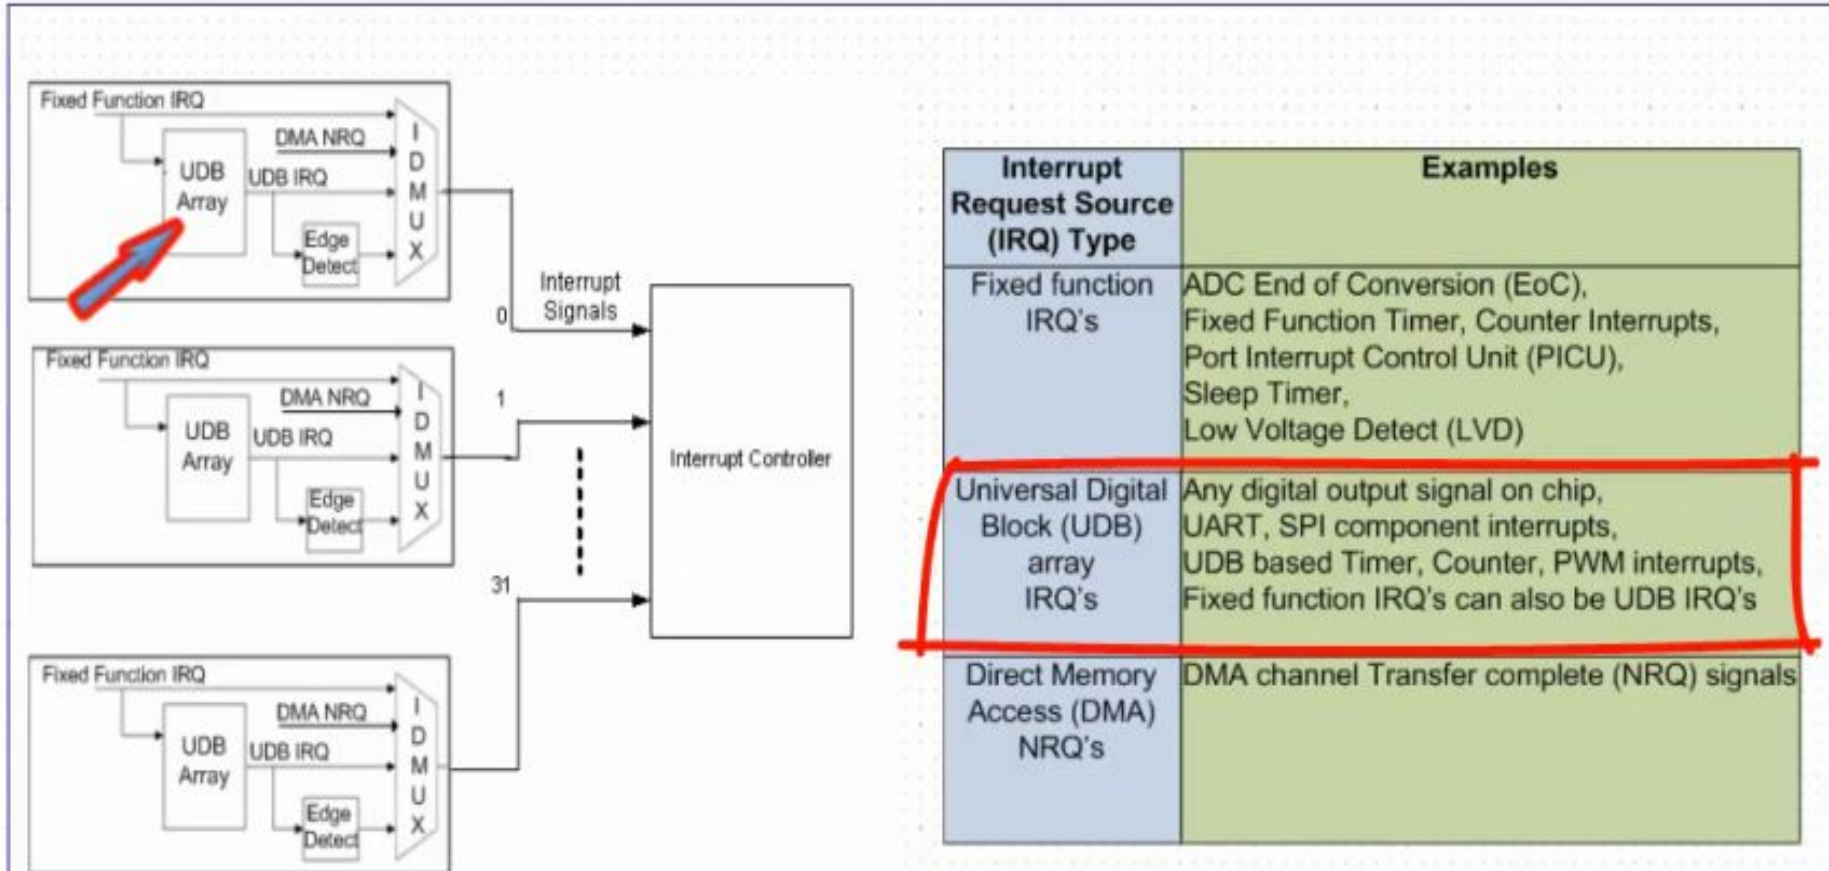 Fixed Function IRQ
DMA NRQ
UDB
Array
UDB IRQ
Edge
Detect
I
D
M
U
X
Fixed Function IRQ
DMA NRQ
UDB
Array
UDB IRQ
Edge
Detect
I
D
M
U
X
Fixed Function IRQ
DMA NRQ
UDB
Array
UDB IRQ
Edge
Detect
I
D
M
U
X
Interrupt
Signals
0
1
31
Interrupt Controller
Interrupt
Request Source
(IRQ) Type
Examples
Fixed function
IRQ's
ADC End of Conversion (EoC),
Fixed Function Timer, Counter Interrupts,
Port Interrupt Control Unit (PICU),
Sleep Timer,
Low Voltage Detect (LVD)
Universal Digital
Block (UDB)
array
IRQ's
Any digital output signal on chip,
UART, SPI component interrupts,
UDB based Timer, Counter, PWM interrupts,
Fixed function IRQ's can also be UDB IRQ's
Direct Memory
Access (DMA)
NRQ's
DMA channel Transfer complete (NRQ) signals